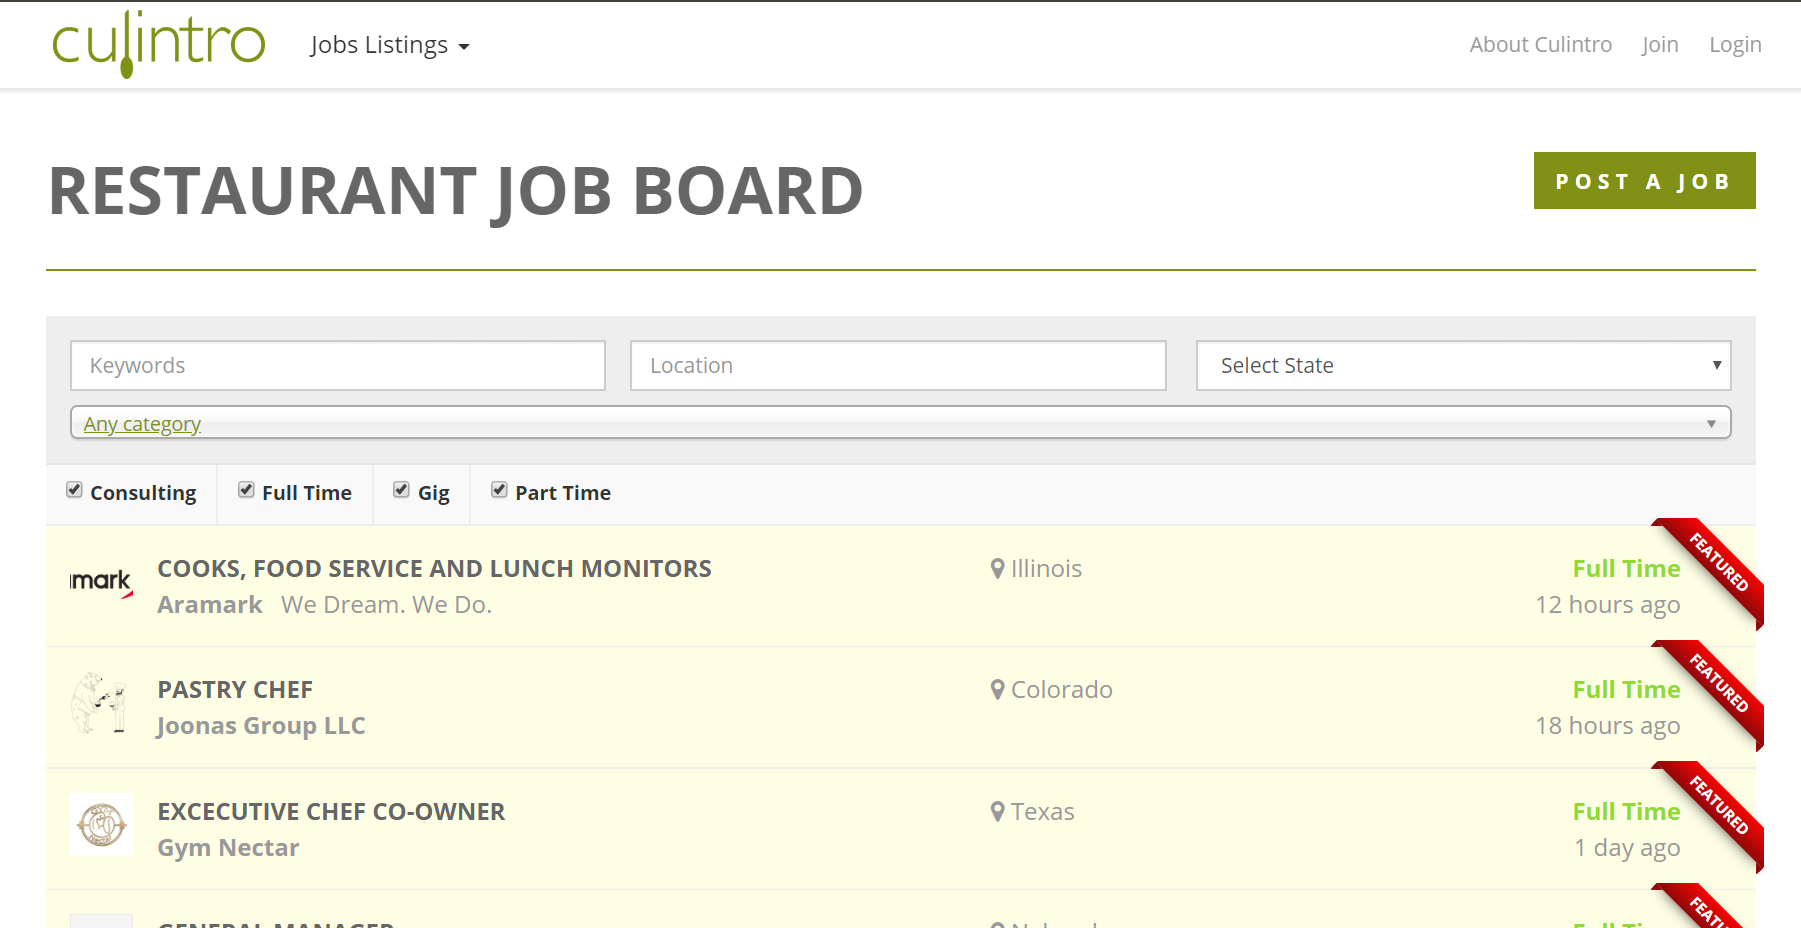 culintro
Jobs Listings
About Culintro
Join
Login
RESTAURANT JOB BOARD
POST A JOB
Keywords
Location
Select State
Any category
Consulting
Full Time
Gig
Part Time
mark
COOKS, FOOD SERVICE AND LUNCH MONITORS
Aramark We Dream. We Do.
Illinois
Full Time
12 hours ago
FEATURED
PASTRY CHEF
Joonas Group LLC
Colorado
Full Time
18 hours ago
FEATURED
EXCECUTIVE CHEF CO-OWNER
Gym Nectar
Texas
Full Time
1 day ago
FEATURED
GENERAL MANAGER